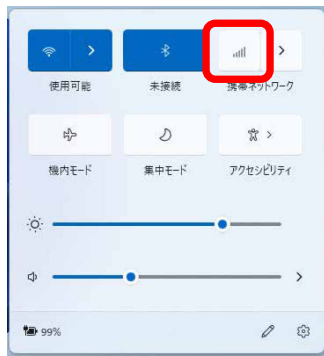 使用可能
未接続
携帯ネットワーク
機内モード
集中モード
アクセシビリティ
99%